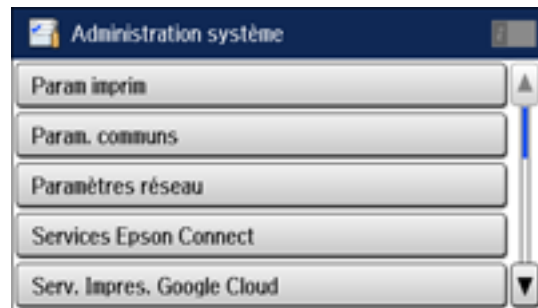 Administration système
Param imprim
Param. communs
Paramètres réseau
Services Epson Connect
Serv. Impres. Google Cloud